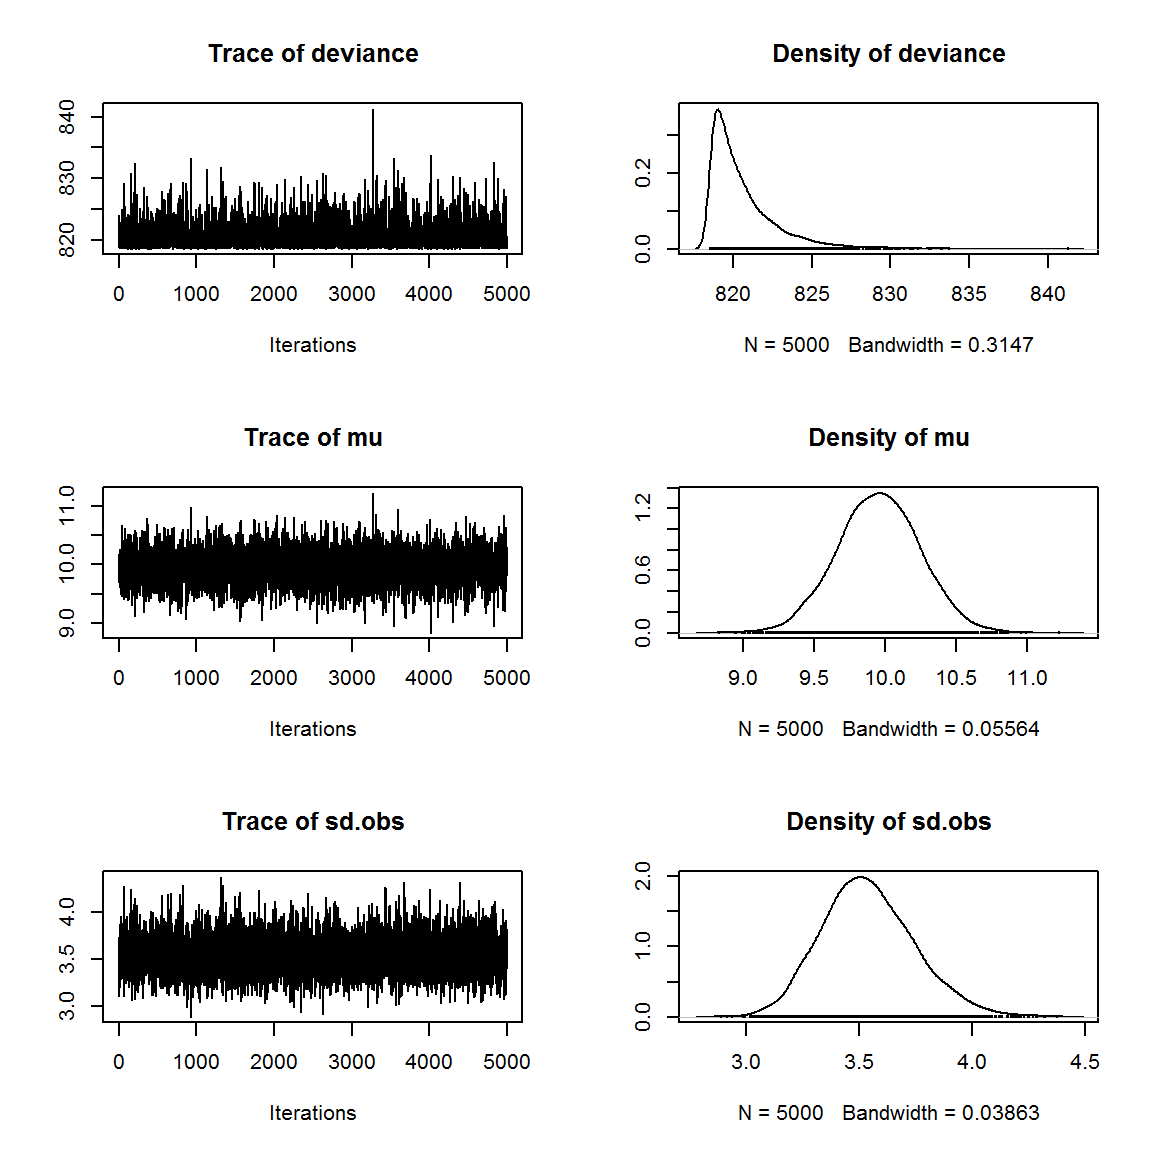 Trace of deviance
840
830
820
0 1000 2000 3000 4000 5000
Iterations
Density of deviance
0.2
0.0
820 825 830 835 840
N = 5000 Bandwidth = 0.3147
Trace of mu
11.0
10.0
9.0
0 1000 2000 3000 4000 5000
Iterations
Density of mu
1.2
0.6
0.0
9.0 9.5 10.0 10.5 11.0
N = 5000 Bandwidth = 0.05564
Trace of sd.obs
4.0
3.5
3.0
0 1000 2000 3000 4000 5000
Iterations
Density of sd.obs
2.0
1.0
0.0
3.0 3.5 4.0 4.5
N = 5000 Bandwidth = 0.03863